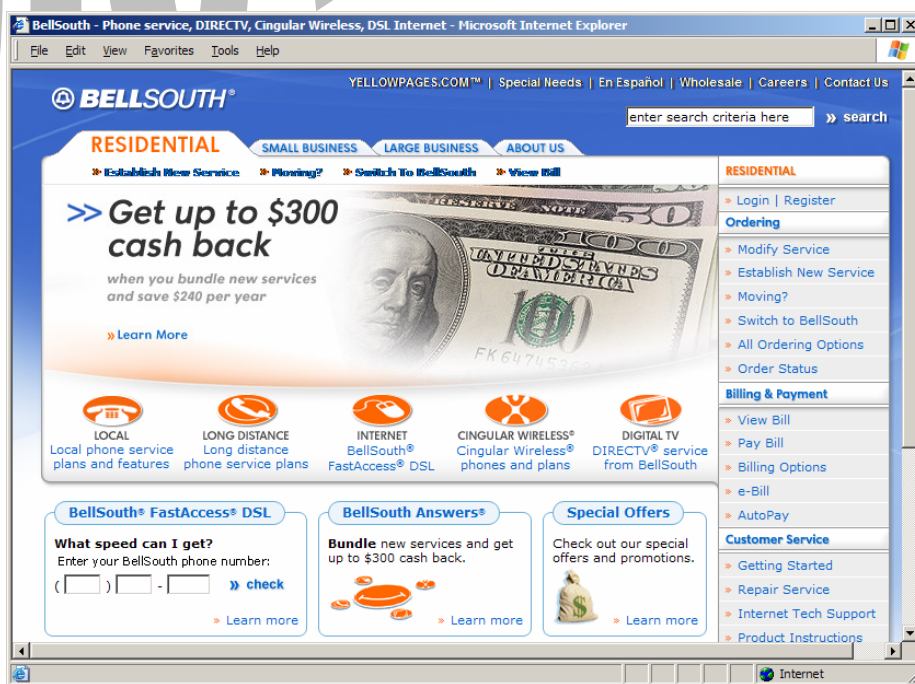 BellSouth - Phone service, DIRECTV, Cingular Wireless, DSL Internet - Microsoft Internet Explorer
File Edit View Favorites Tools Help
YELLOWPAGES.COM™ | Special Needs | En Español | Wholesale | Careers | Contact Us
BELLSOUTH®
enter search criteria here » search
RESIDENTIAL SMALL BUSINESS LARGE BUSINESS ABOUT US
» Establish New Service » Moving? » Switch To BellSouth » View Bill
>> Get up to $300
cash back
when you bundle new services
and save $240 per year
» Learn More
RESERVE NOTE 50
THE UNITED STATES
OF AMERICA
100
LOCAL
Local phone service
plans and features
LONG DISTANCE
Long distance
phone service plans
INTERNET
BellSouth®
FastAccess® DSL
CINGULAR WIRELESS®
Cingular Wireless®
phones and plans
DIGITAL TV
DIRECTV® service
from BellSouth
BellSouth® FastAccess® DSL
What speed can I get?
Enter your BellSouth phone number:
( ) - » check
» Learn more
BellSouth Answers®
Bundle new services and get
up to $300 cash back.
» Learn more
Special Offers
Check out our special
offers and promotions.
$
» Learn more
RESIDENTIAL
» Login | Register
Ordering
» Modify Service
» Establish New Service
» Moving?
» Switch to BellSouth
» All Ordering Options
» Order Status
Billing & Payment
» View Bill
» Pay Bill
» Billing Options
» e-Bill
» AutoPay
Customer Service
» Getting Started
» Repair Service
» Internet Tech Support
» Product Instructions
Internet